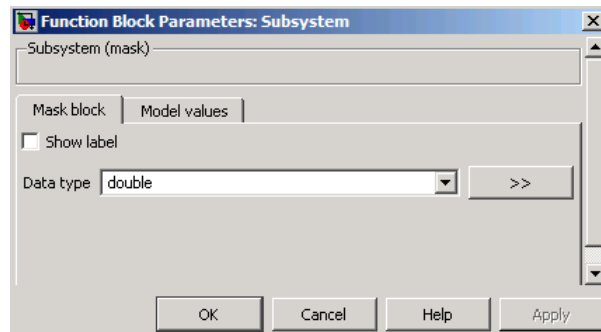 Function Block Parameters: Subsystem
Subsystem (mask)
Mask block Model values
Show label
Data type double >>
OK Cancel Help Apply